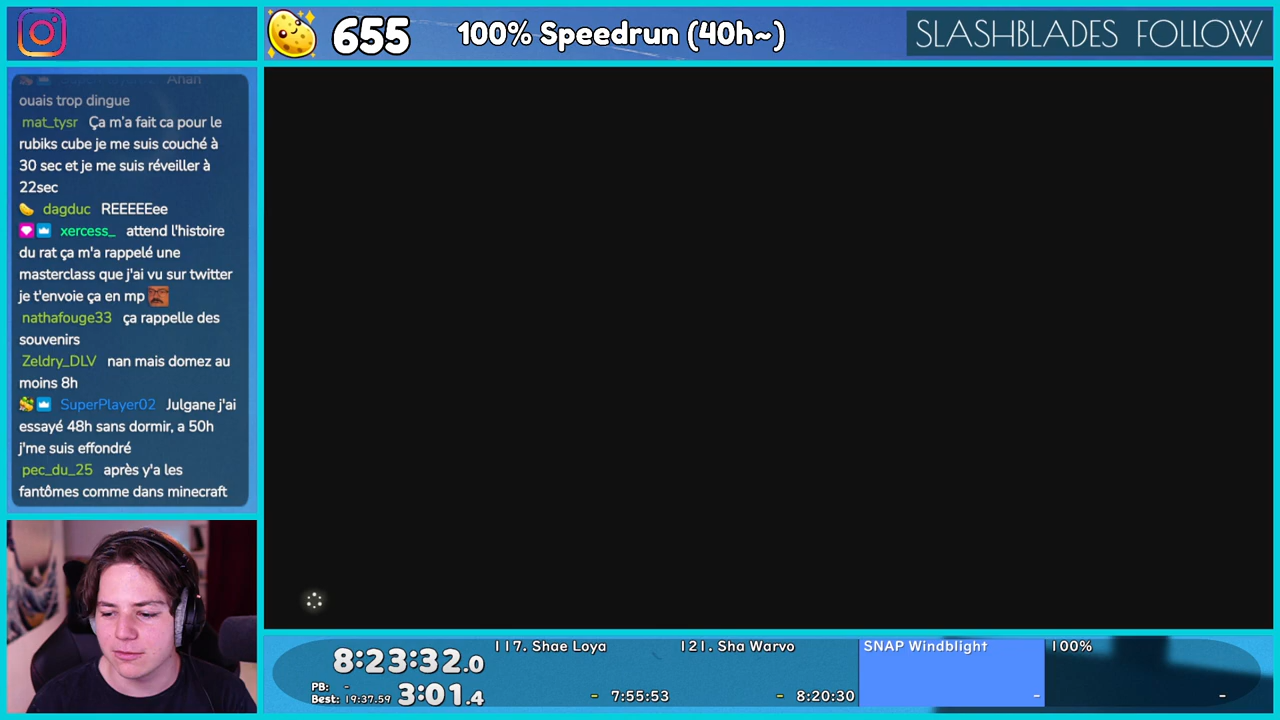 655
100% Speedrun (40h~)
SLASHBLADES FOLLOW
Ahah
ouais trop dingue
mat_tysr Ça m'a fait ca pour le
rubiks cube je me suis couché à
30 sec et je me suis réveiller à
22sec
dagduc REEEEEee
xercess_ attend l'histoire
du rat ça m'a rappelé une
masterclass que j'ai vu sur twitter
je t'envoie ça en mp
nathafouge33 ça rappelle des
souvenirs
Zeldry_DLV nan mais domez au
moins 8h
SuperPlayer02 Julgane j'ai
essayé 48h sans dormir, a 50h
j'me suis effondré
pec_du_25 après y'a les
fantômes comme dans minecraft
8:23:32.0
PB: -
Best: 19:37.59
3:01.4
117. Shae Loya
- 7:55:53
121. Sha Warvo
- 8:20:30
SNAP Windblight
-
100%
-